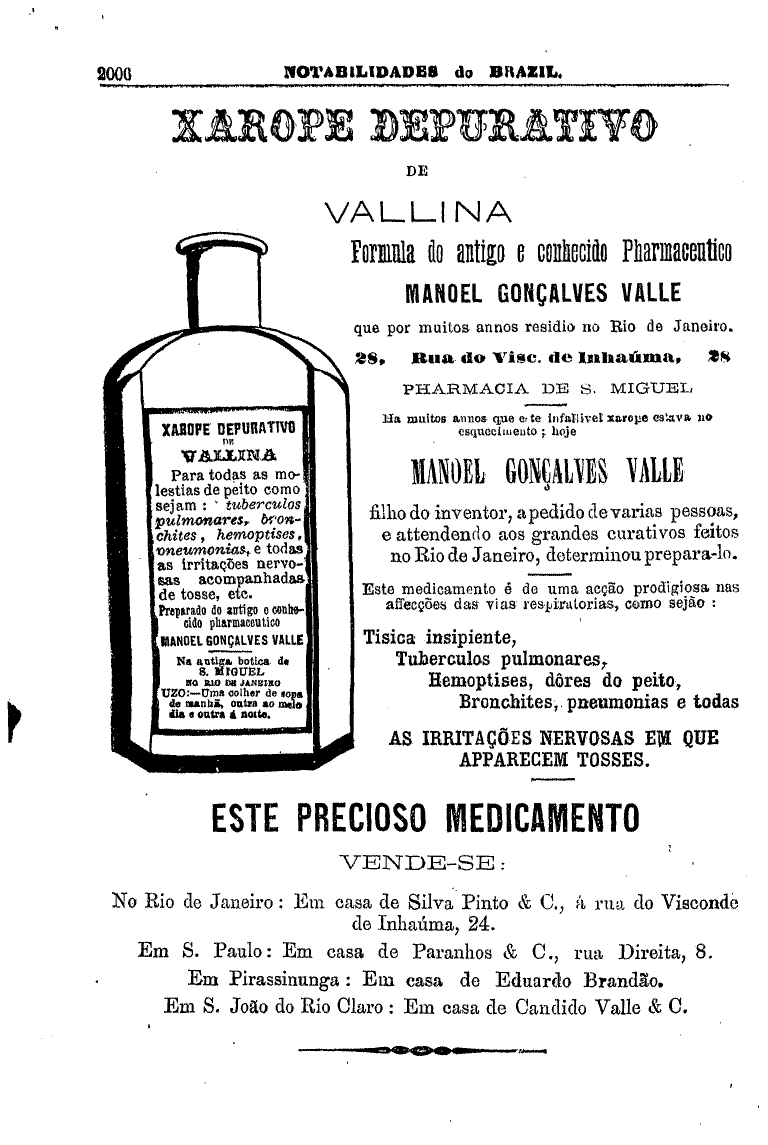 2000 NOTABILIDADES do BRAZIL.
XAROPE DEPURATIVO
DE
VALLINA
Formula do antigo e conhecido Pharmaceutico
MANOEL GONÇALVES VALLE
que por muitos annos residio no Rio de Janeiro.
28, Rua do Visc. de Inhaúma, 28
PHARMACIA DE S. MIGUEL
Ha muitos annos que este infallivel xarope estava no
esquecimento ; hoje
MANOEL GONÇALVES VALLE
filho do inventor, a pedido de varias pessoas,
e attendendo aos grandes curativos feitos
no Rio de Janeiro, determinou prepara-lo.
Este medicamento é de uma acção prodigiosa nas
affecções das vias respiratorias, como sejão :
Tisica insipiente,
Tuberculos pulmonares,
Hemoptises, dôres do peito,
Bronchites, pneumonias e todas
AS IRRITAÇÕES NERVOSAS EM QUE
APPARECEM TOSSES.
XAROPE DEPURATIVO
DE
VALLINA
Para todas as mo-
lestias de peito como
sejam : tuberculos
pulmonares, bron-
chites, hemoptises,
pneumonias, e todas
as irritações nervo-
sas acompanhadas
de tosse, etc.
Preparado do antigo e conhe-
cido pharmaceutico
MANOEL GONÇALVES VALLE
Na antiga botica de
S. MIGUEL
NO RIO DE JANEIRO
UZO:—Uma colher de sopa
de manhã, outra ao meio
dia e outra á noite.
ESTE PRECIOSO MEDICAMENTO
VENDE-SE :
No Rio de Janeiro : Em casa de Silva Pinto & C., á rua do Visconde
de Inhaúma, 24.
Em S. Paulo : Em casa de Paranhos & C., rua Direita, 8.
Em Pirassinunga : Em casa de Eduardo Brandão.
Em S. João do Rio Claro : Em casa de Candido Valle & C.